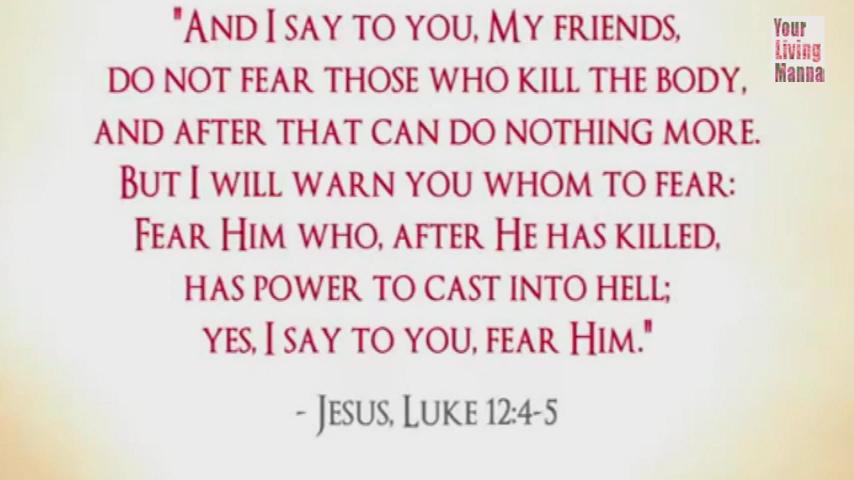 "And I say to you, My friends,
do not fear those who kill the body,
and after that can do nothing more.
But I will warn you whom to fear:
Fear Him who, after He has killed,
has power to cast into hell;
yes, I say to you, fear Him."
- Jesus, Luke 12:4-5
Your
Living
Manna